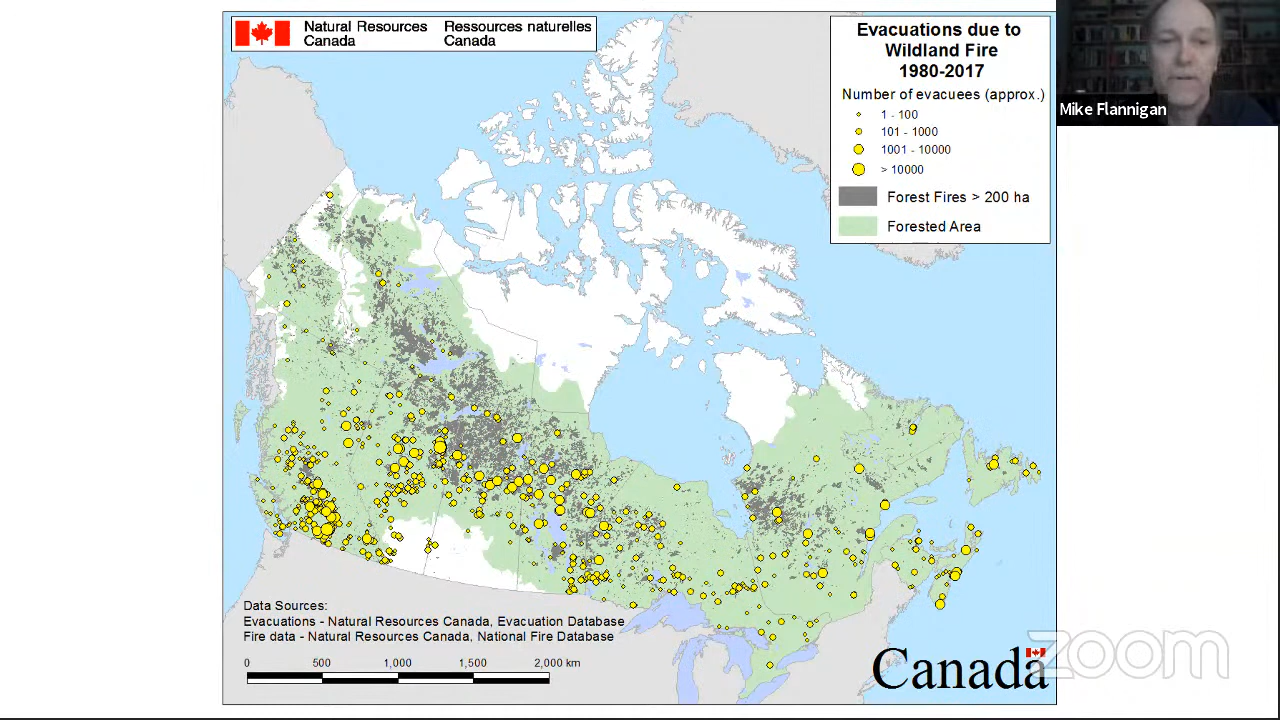 Natural Resources Canada
Ressources naturelles Canada
Evacuations due to
Wildland Fire
1980-2017
Number of evacuees (approx.)
1 - 100
101 - 1000
1001 - 10000
> 10000
Forest Fires > 200 ha
Forested Area
Mike Flannigan
Data Sources:
Evacuations - Natural Resources Canada, Evacuation Database
Fire data - Natural Resources Canada, National Fire Database
0 500 1,000 1,500 2,000 km
Canada
zoom